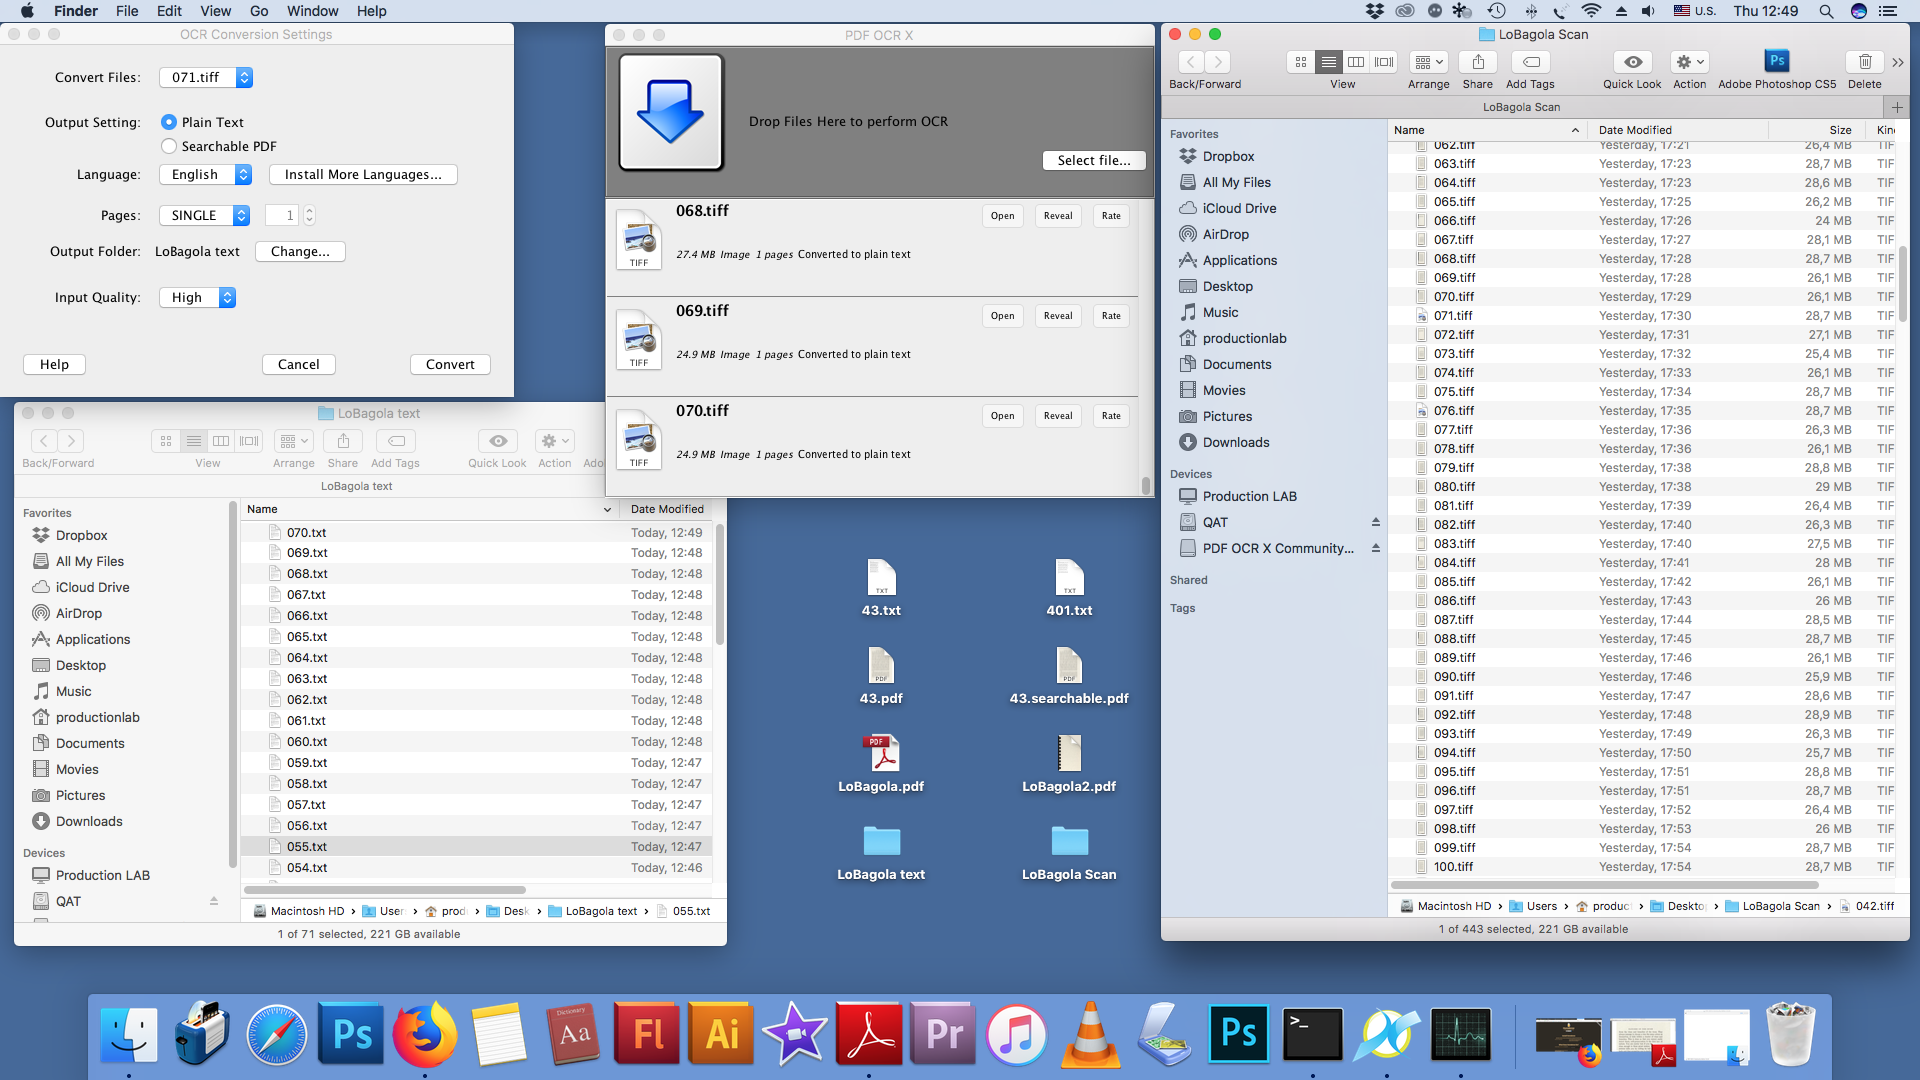 Finder File Edit View Go Window Help
U.S. Thu 12:49
OCR Conversion Settings
Convert Files: 071.tiff
Output Setting: Plain Text
Searchable PDF
Language: English Install More Languages...
Pages: SINGLE 1
Output Folder: LoBagola text Change...
Input Quality: High
Help Cancel Convert
PDF OCR X
Drop Files Here to perform OCR
Select file...
068.tiff Open Reveal Rate
27.4 MB Image 1 pages Converted to plain text
TIFF
069.tiff Open Reveal Rate
24.9 MB Image 1 pages Converted to plain text
TIFF
070.tiff Open Reveal Rate
24.9 MB Image 1 pages Converted to plain text
TIFF
LoBagola text
Back/Forward View Arrange Share Add Tags Quick Look Action Ado
LoBagola text
Favorites
Dropbox
All My Files
iCloud Drive
AirDrop
Applications
Desktop
Music
productionlab
Documents
Movies
Pictures
Downloads
Devices
Production LAB
QAT
Name Date Modified
070.txt Today, 12:49
069.txt Today, 12:48
068.txt Today, 12:48
067.txt Today, 12:48
066.txt Today, 12:48
065.txt Today, 12:48
064.txt Today, 12:48
063.txt Today, 12:48
062.txt Today, 12:48
061.txt Today, 12:48
060.txt Today, 12:48
059.txt Today, 12:47
058.txt Today, 12:47
057.txt Today, 12:47
056.txt Today, 12:47
055.txt Today, 12:47
054.txt Today, 12:46
Macintosh HD User prod Desk LoBagola text 055.txt
1 of 71 selected, 221 GB available
TXT TXT
43.txt 401.txt
PDF PDF
43.pdf 43.searchable.pdf
PDF
LoBagola.pdf LoBagola2.pdf
LoBagola text LoBagola Scan
LoBagola Scan
Ps
Back/Forward View Arrange Share Add Tags Quick Look Action Adobe Photoshop CS5 Delete
LoBagola Scan
Favorites
Dropbox
All My Files
iCloud Drive
AirDrop
Applications
Desktop
Music
productionlab
Documents
Movies
Pictures
Downloads
Devices
Production LAB
QAT
PDF OCR X Community...
Shared
Tags
Name Date Modified Size Kin
062.tiff Yesterday, 17:21 26,4 MB TIF
063.tiff Yesterday, 17:23 28,7 MB TIF
064.tiff Yesterday, 17:23 28,6 MB TIF
065.tiff Yesterday, 17:25 26,2 MB TIF
066.tiff Yesterday, 17:26 24 MB TIF
067.tiff Yesterday, 17:27 28,1 MB TIF
068.tiff Yesterday, 17:28 28,7 MB TIF
069.tiff Yesterday, 17:28 26,1 MB TIF
070.tiff Yesterday, 17:29 26,1 MB TIF
071.tiff Yesterday, 17:30 28,7 MB TIF
072.tiff Yesterday, 17:31 27,1 MB TIF
073.tiff Yesterday, 17:32 25,4 MB TIF
074.tiff Yesterday, 17:33 26,1 MB TIF
075.tiff Yesterday, 17:34 28,7 MB TIF
076.tiff Yesterday, 17:35 28,7 MB TIF
077.tiff Yesterday, 17:36 26,3 MB TIF
078.tiff Yesterday, 17:36 26,1 MB TIF
079.tiff Yesterday, 17:38 28,8 MB TIF
080.tiff Yesterday, 17:38 29 MB TIF
081.tiff Yesterday, 17:39 26,4 MB TIF
082.tiff Yesterday, 17:40 26,3 MB TIF
083.tiff Yesterday, 17:40 27,5 MB TIF
084.tiff Yesterday, 17:41 28 MB TIF
085.tiff Yesterday, 17:42 26,1 MB TIF
086.tiff Yesterday, 17:43 26 MB TIF
087.tiff Yesterday, 17:44 28,5 MB TIF
088.tiff Yesterday, 17:45 28,7 MB TIF
089.tiff Yesterday, 17:46 26,1 MB TIF
090.tiff Yesterday, 17:46 25,9 MB TIF
091.tiff Yesterday, 17:47 28,6 MB TIF
092.tiff Yesterday, 17:48 28,9 MB TIF
093.tiff Yesterday, 17:49 26,3 MB TIF
094.tiff Yesterday, 17:50 25,7 MB TIF
095.tiff Yesterday, 17:51 28,8 MB TIF
096.tiff Yesterday, 17:51 28,7 MB TIF
097.tiff Yesterday, 17:52 26,4 MB TIF
098.tiff Yesterday, 17:53 26 MB TIF
099.tiff Yesterday, 17:54 28,7 MB TIF
100.tiff Yesterday, 17:54 28,7 MB TIF
Macintosh HD Users produc Deskto LoBagola Scan 042.tiff
1 of 443 selected, 221 GB available
Ps Dictionary Aa Fl Ai Pr Ps >_